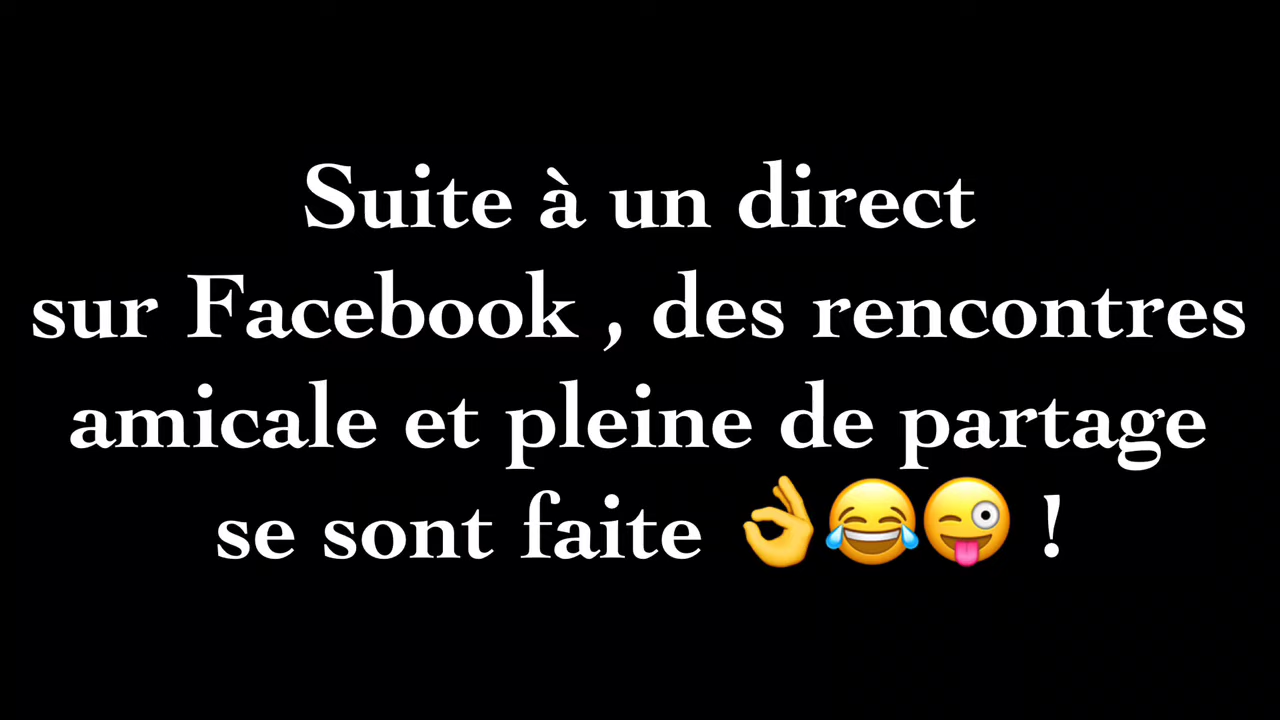 Suite à un direct
sur Facebook , des rencontres
amicale et pleine de partage
se sont faite 👌😂😜 !